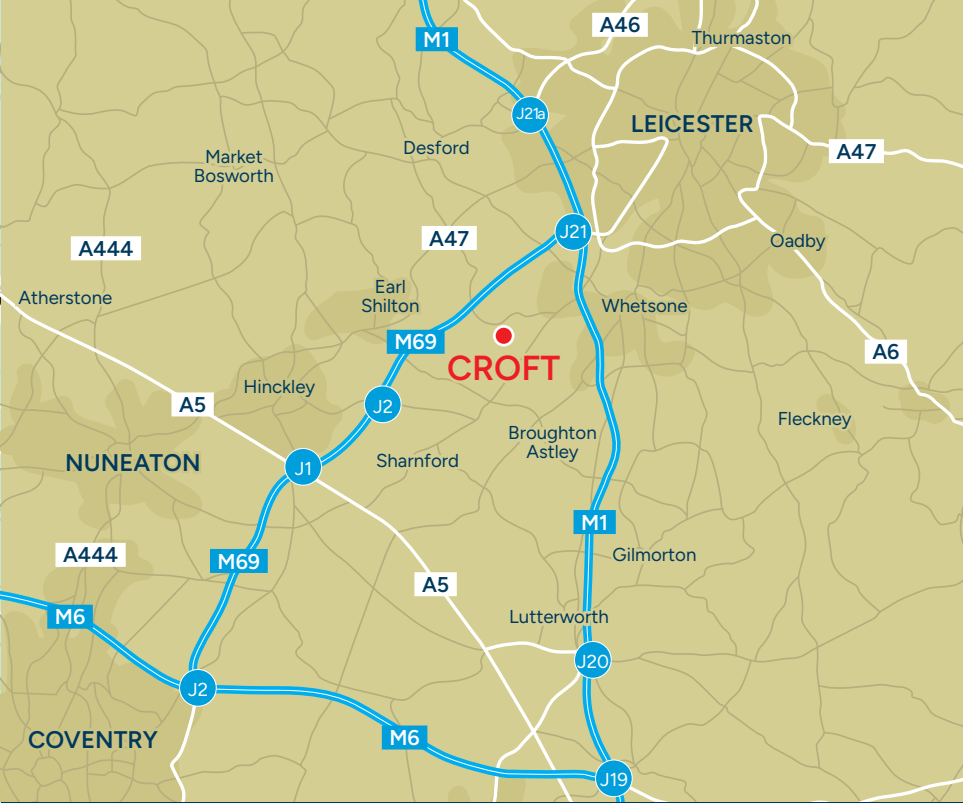 A46
M1
Thurmaston
J21a
LEICESTER
Desford
A47
Market
Bosworth
J21
A47
A444
Oadby
Earl
Shilton
Atherstone
Whetsone
M69
CROFT
A6
Hinckley
J2
A5
Fleckney
Broughton
Astley
NUNEATON
Sharnford
J1
M1
A444
Gilmorton
M69
A5
M6
Lutterworth
J20
J2
COVENTRY
M6
J19